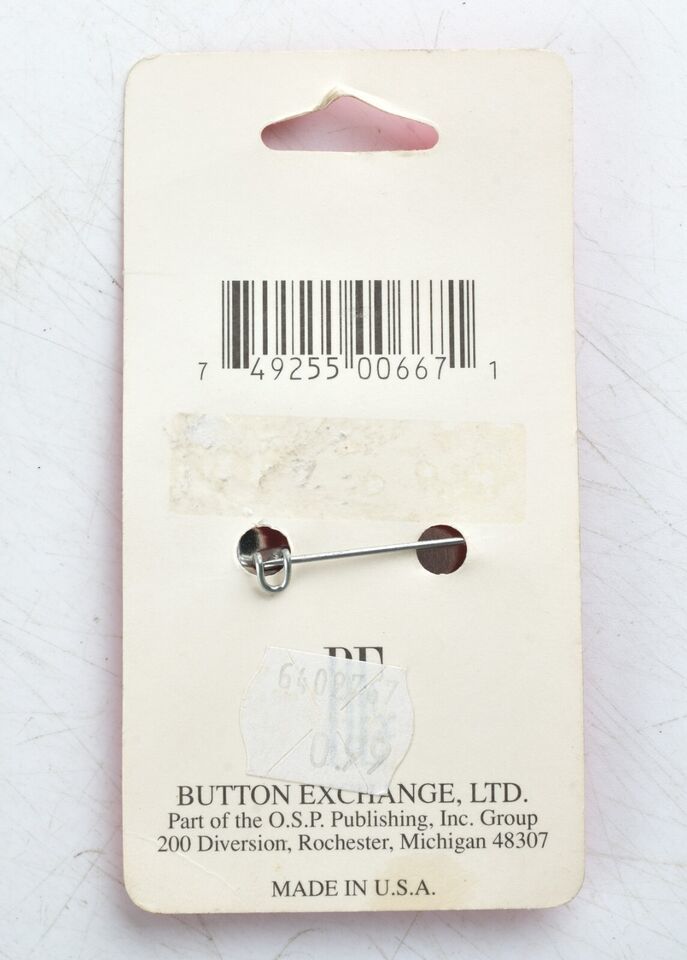 7 49255 00667 1
BUTTON EXCHANGE, LTD.
Part of the O.S.P. Publishing, Inc. Group
200 Diversion, Rochester, Michigan 48307
MADE IN U.S.A.